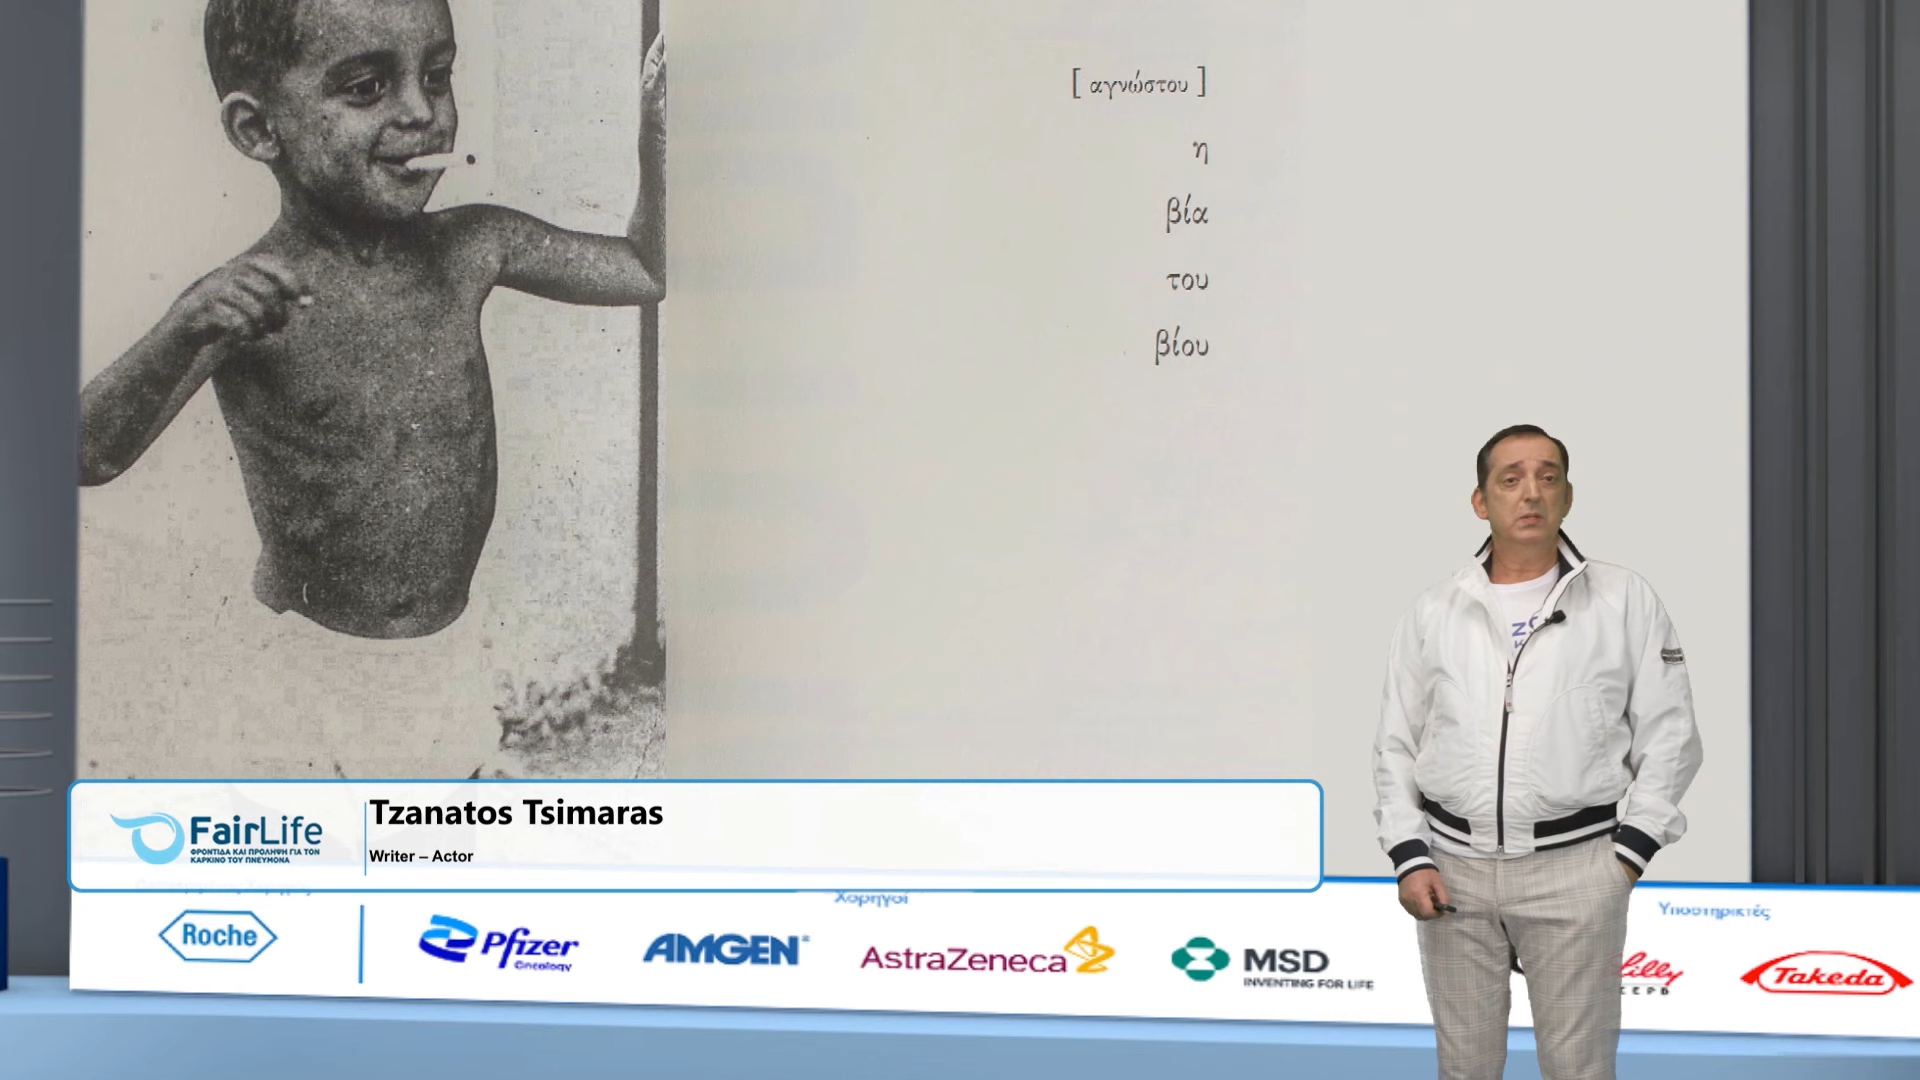 [ αγνώστου ]
η
βία
του
βίου
FairLife
ΦΡΟΝΤΙΔΑ ΚΑΙ ΠΡΟΛΗΨΗ ΓΙΑ ΤΟΝ
ΚΑΡΚΙΝΟ ΤΟΥ ΠΝΕΥΜΟΝΑ
Tzanatos Tsimaras
Writer – Actor
Χορηγοί
Υποστηρικτές
Roche
Pfizer
Oncology
AMGEN®
AstraZeneca
MSD
INVENTING FOR LIFE
Lilly
Takeda